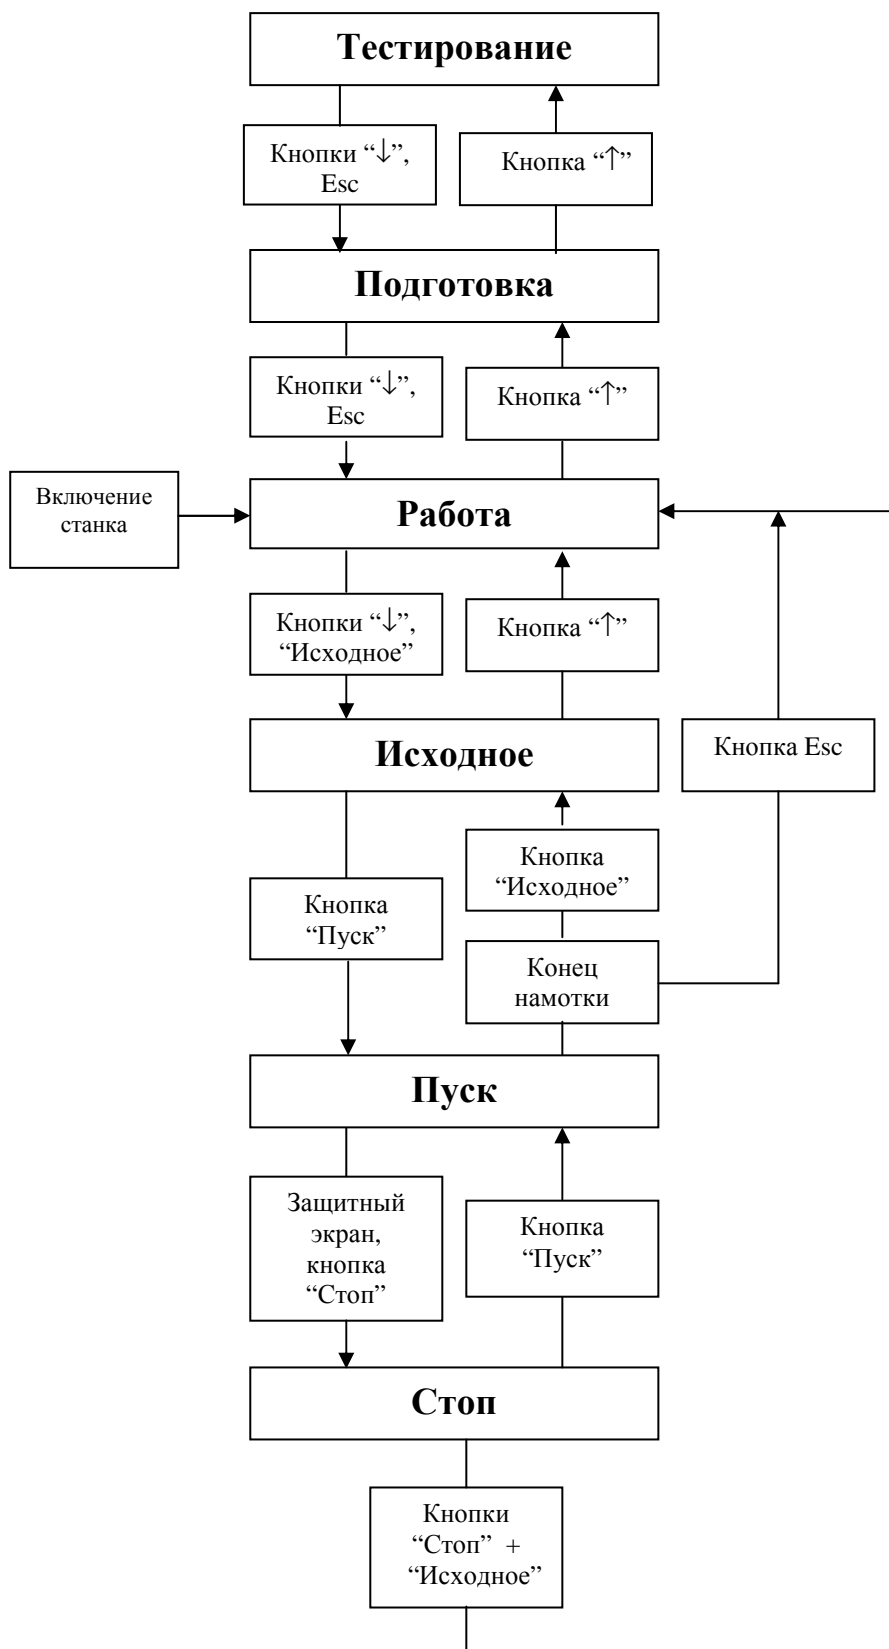 Тестирование
Кнопки “↓”,
Esc
Кнопка “↑”
Подготовка
Кнопки “↓”,
Esc
Кнопка “↑”
Включение
станка
Работа
Кнопки “↓”,
“Исходное”
Кнопка “↑”
Исходное
Кнопка Esc
Кнопка
“Исходное”
Кнопка
“Пуск”
Конец
намотки
Пуск
Защитный
экран,
кнопка
“Стоп”
Кнопка
“Пуск”
Стоп
Кнопки
“Стоп” +
“Исходное”